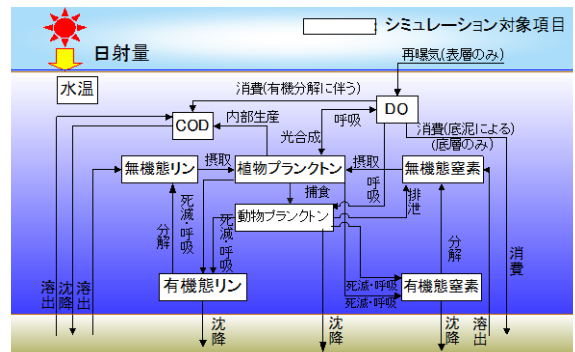 ：シミュレーション対象項目
日射量
再曝気(表層のみ)
水温
消費(有機分解に伴う)
DO
COD
内部生産
呼吸
光合成
消費(底泥による)
(底層のみ)
無機態リン
摂取
植物プランクトン
摂取
無機態窒素
捕食
呼吸
排泄
動物プランクトン
分解
死滅・呼吸
死滅・呼吸
分解
消費
有機態リン
死滅・呼吸
死滅・呼吸
有機態窒素
溶出
沈降
溶出
沈降
沈降
沈降
溶出